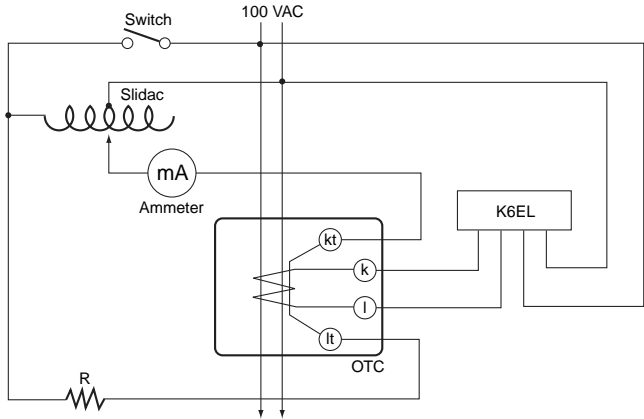 100 VAC
Switch
Slidac
mA
Ammeter
K6EL
kt
k
l
lt
OTC
R